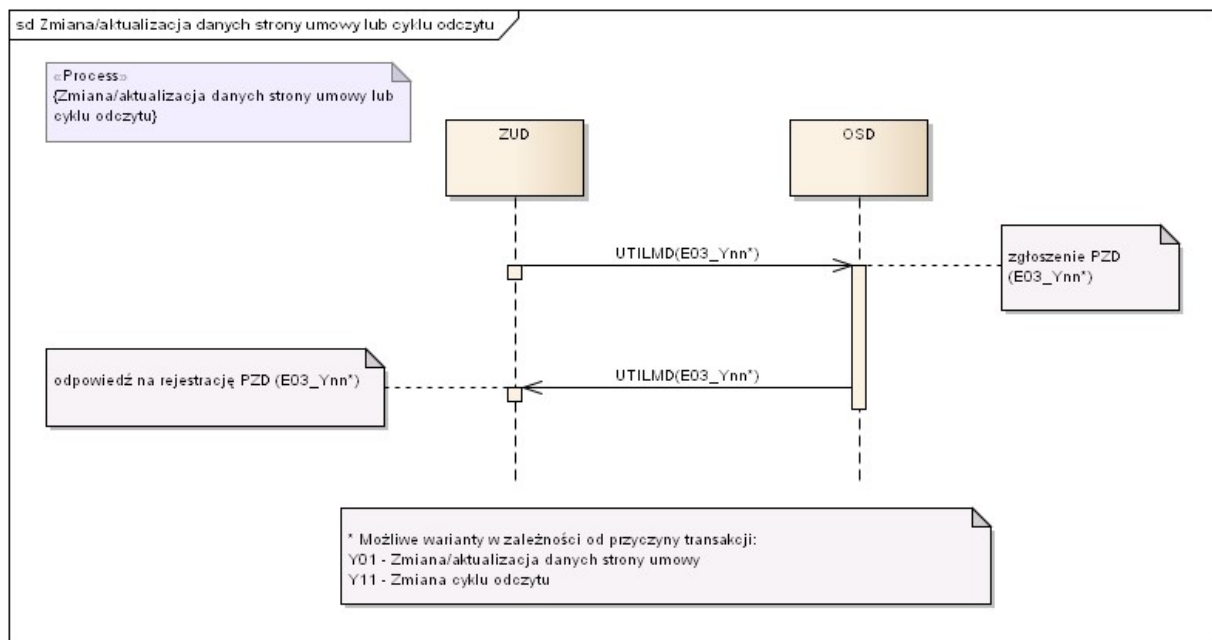 sd Zmiana/aktualizacja danych strony umowy lub cyklu odczytu
«Process»
{Zmiana/aktualizacja danych strony umowy lub
cyklu odczytu}
ZUD
OSD
UTILMD(E03_Ynn*)
zgłoszenie PZD
(E03_Ynn*)
odpowiedź na rejestrację PZD (E03_Ynn*)
UTILMD(E03_Ynn*)
* Możliwe warianty w zależności od przyczyny transakcji:
Y01 - Zmiana/aktualizacja danych strony umowy
Y11 - Zmiana cyklu odczytu